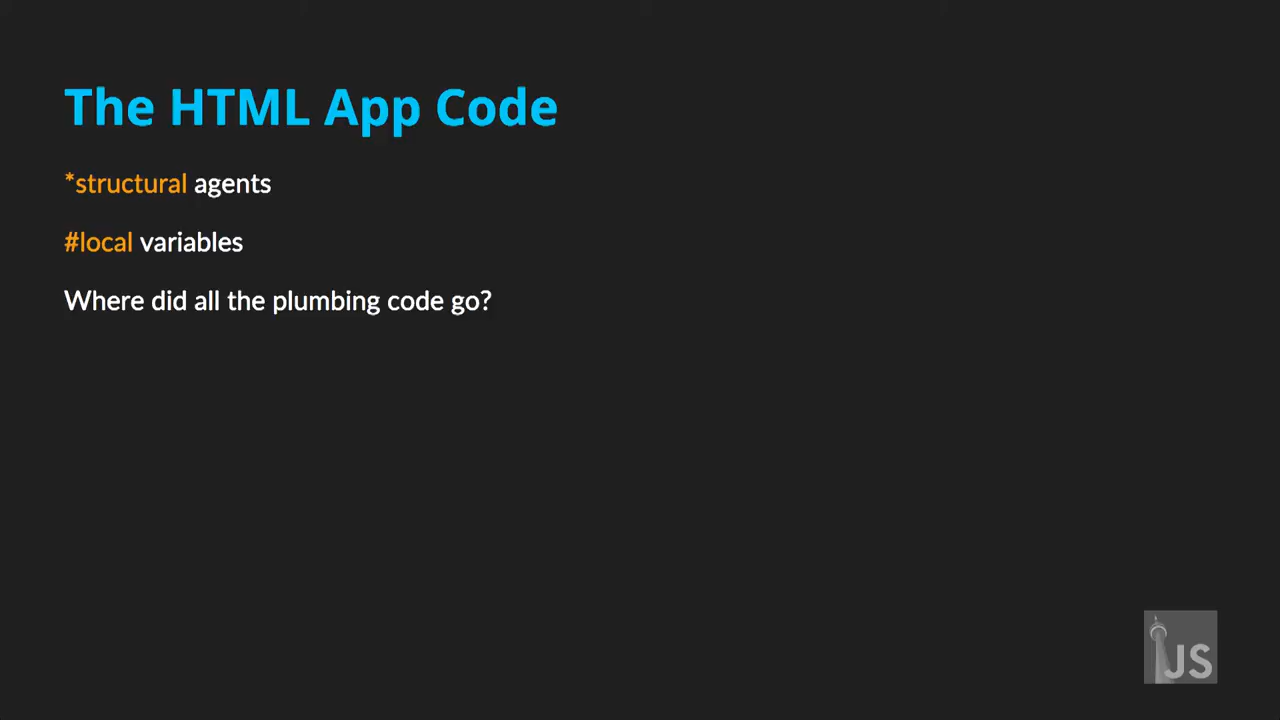 The HTML App Code
*structural agents
#local variables
Where did all the plumbing code go?
JS